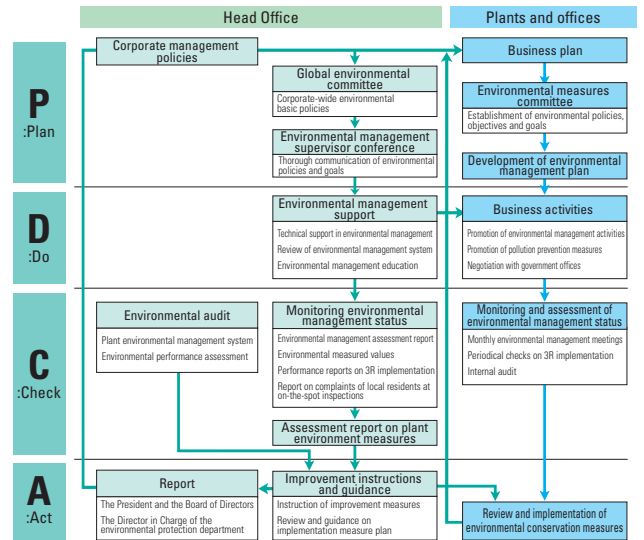 Head Office
Plants and offices
P
:Plan
Corporate management
policies
Business plan
Global environmental
committee
Corporate-wide environmental
basic policies
Environmental measures
committee
Establishment of environmental policies,
objectives and goals
Environmental management
supervisor conference
Thorough communication of environmental
policies and goals
Development of environmental
management plan
D
:Do
Environmental management
support
Technical support in environmental management
Review of environmental management system
Environmental management education
Business activities
Promotion of environmental management activities
Promotion of pollution prevention measures
Negotiation with government offices
C
:Check
Environmental audit
Plant environmental management system
Environmental performance assessment
Monitoring environmental
management status
Environmental management assessment report
Environmental measured values
Performance reports on 3R implementation
Report on complaints of local residents at
on-the-spot inspections
Monitoring and assessment of
environmental management status
Monthly environmental management meetings
Periodical checks on 3R implementation
Internal audit
Assessment report on plant
environment measures
A
:Act
Report
The President and the Board of Directors
The Director in Charge of the
environmental protection department
Improvement instructions
and guidance
Instruction of improvement measures
Review and guidance on
implementation measure plan
Review and implementation of
environmental conservation measures